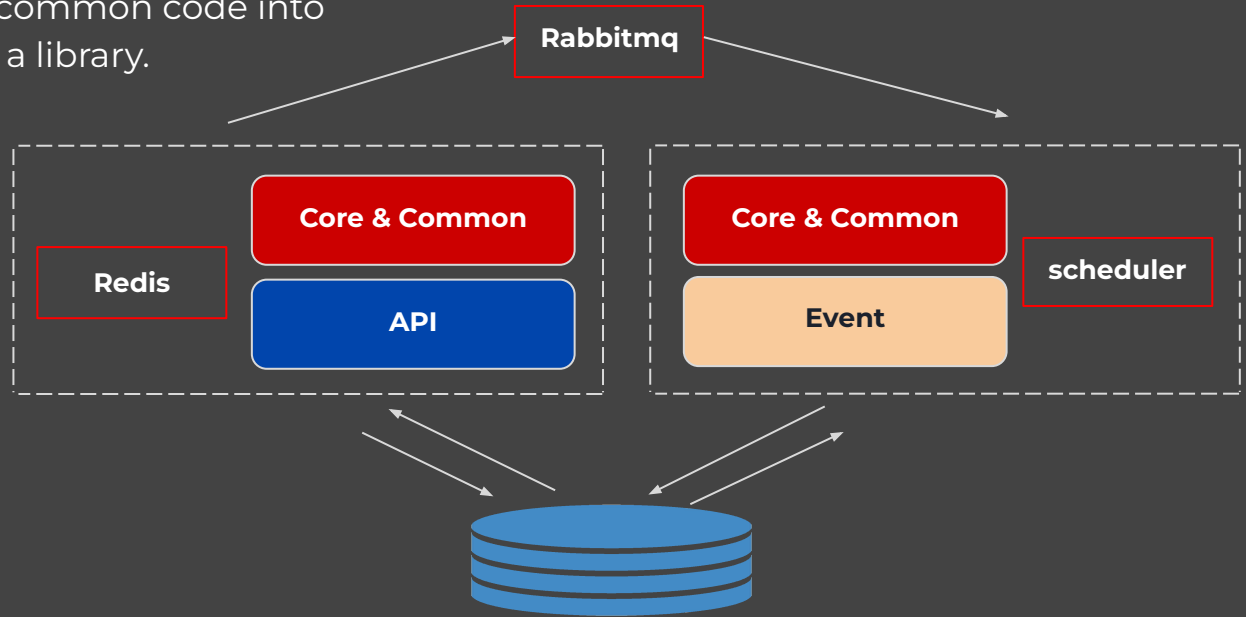 common code into
a library.
Rabbitmq
Core & Common
Redis
API
Core & Common
scheduler
Event